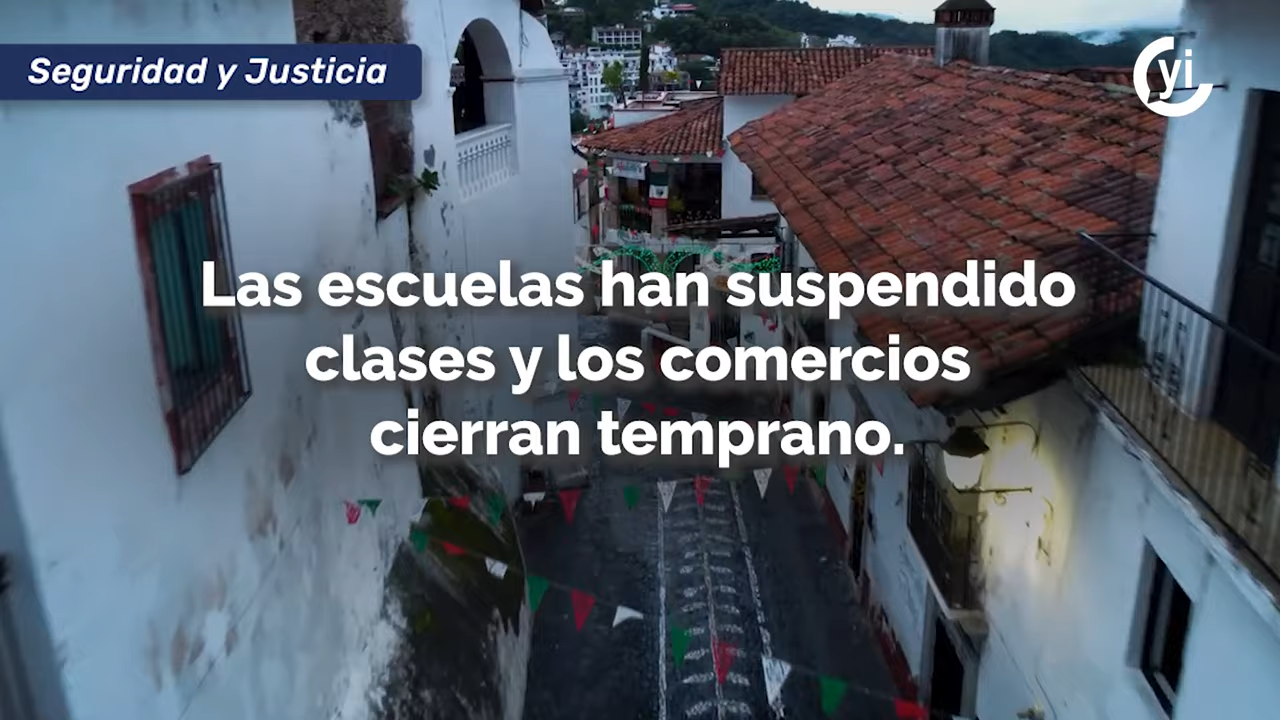 Seguridad y Justicia
yi
Las escuelas han suspendido
clases y los comercios
cierran temprano.